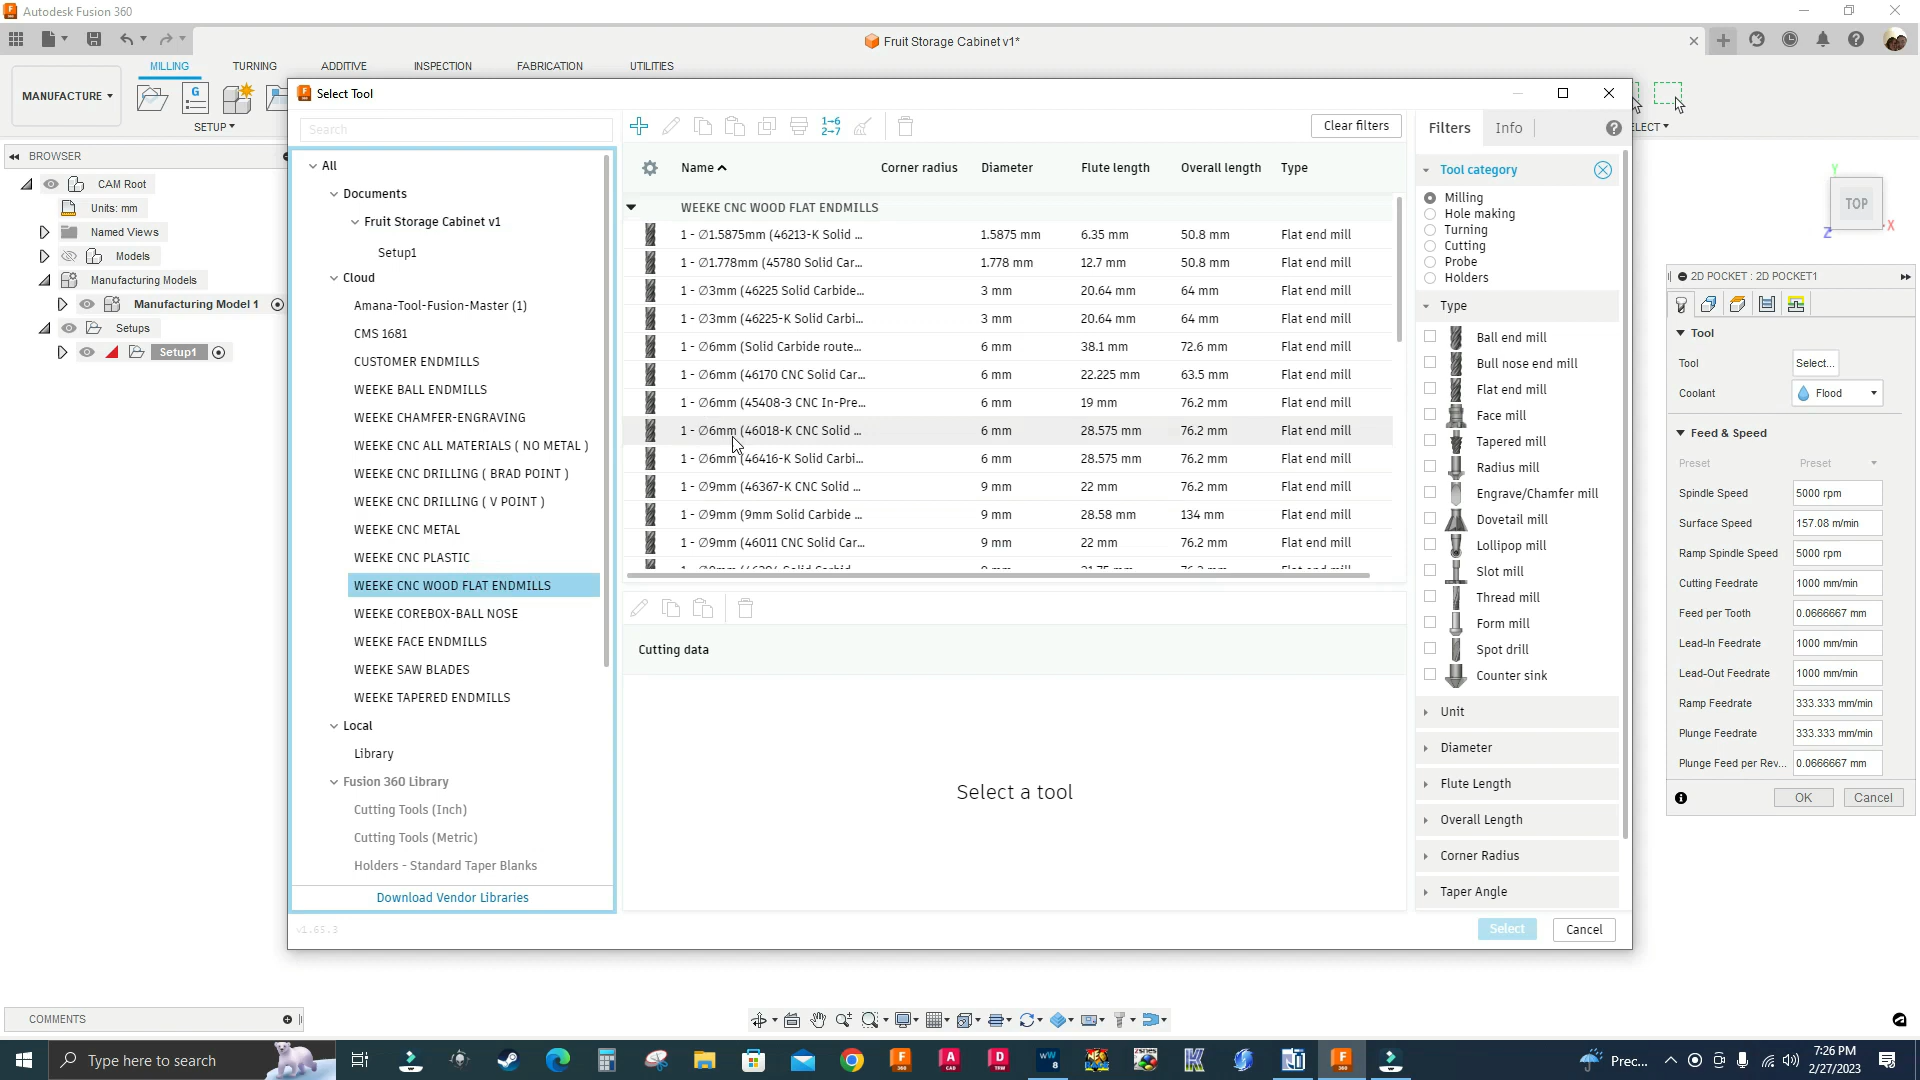 Autodesk Fusion 360
Fruit Storage Cabinet v1*
MILLING
TURNING
ADDITIVE
INSPECTION
FABRICATION
UTILITIES
MANUFACTURE
SETUP
BROWSER
CAM Root
Units: mm
Named Views
Models
Manufacturing Models
Manufacturing Model 1
Setups
Setup1
Select Tool
Search
All
Documents
Fruit Storage Cabinet v1
Setup1
Cloud
Amana-Tool-Fusion-Master (1)
CMS 1681
CUSTOMER ENDMILLS
WEEKE BALL ENDMILLS
WEEKE CHAMFER-ENGRAVING
WEEKE CNC ALL MATERIALS ( NO METAL )
WEEKE CNC DRILLING ( BRAD POINT )
WEEKE CNC DRILLING ( V POINT )
WEEKE CNC METAL
WEEKE CNC PLASTIC
WEEKE CNC WOOD FLAT ENDMILLS
WEEKE COREBOX-BALL NOSE
WEEKE FACE ENDMILLS
WEEKE SAW BLADES
WEEKE TAPERED ENDMILLS
Local
Library
Fusion 360 Library
Cutting Tools (Inch)
Cutting Tools (Metric)
Holders - Standard Taper Blanks
Download Vendor Libraries
v1.65.3
1→6
2→7
Clear filters
Name Corner radius Diameter Flute length Overall length Type
WEEKE CNC WOOD FLAT ENDMILLS
1 - ∅1.5875mm (46213-K Solid ... 1.5875 mm 6.35 mm 50.8 mm Flat end mill
1 - ∅1.778mm (45780 Solid Car... 1.778 mm 12.7 mm 50.8 mm Flat end mill
1 - ∅3mm (46225 Solid Carbide... 3 mm 20.64 mm 64 mm Flat end mill
1 - ∅3mm (46225-K Solid Carbi... 3 mm 20.64 mm 64 mm Flat end mill
1 - ∅6mm (Solid Carbide route... 6 mm 38.1 mm 72.6 mm Flat end mill
1 - ∅6mm (46170 CNC Solid Car... 6 mm 22.225 mm 63.5 mm Flat end mill
1 - ∅6mm (45408-3 CNC In-Pre... 6 mm 19 mm 76.2 mm Flat end mill
1 - ∅6mm (46018-K CNC Solid ... 6 mm 28.575 mm 76.2 mm Flat end mill
1 - ∅6mm (46416-K Solid Carbi... 6 mm 28.575 mm 76.2 mm Flat end mill
1 - ∅9mm (46367-K CNC Solid ... 9 mm 22 mm 76.2 mm Flat end mill
1 - ∅9mm (9mm Solid Carbide ... 9 mm 28.58 mm 134 mm Flat end mill
1 - ∅9mm (46011 CNC Solid Car... 9 mm 22 mm 76.2 mm Flat end mill
Cutting data
Select a tool
Filters
Info
Tool category
Milling
Hole making
Turning
Cutting
Probe
Holders
Type
Ball end mill
Bull nose end mill
Flat end mill
Face mill
Tapered mill
Radius mill
Engrave/Chamfer mill
Dovetail mill
Lollipop mill
Slot mill
Thread mill
Form mill
Spot drill
Counter sink
Unit
Diameter
Flute Length
Overall Length
Corner Radius
Taper Angle
Select
Cancel
TOP
Y
X
Z
2D POCKET : 2D POCKET1
Tool
Tool Select...
Coolant Flood
Feed & Speed
Preset Preset
Spindle Speed 5000 rpm
Surface Speed 157.08 m/min
Ramp Spindle Speed 5000 rpm
Cutting Feedrate 1000 mm/min
Feed per Tooth 0.0666667 mm
Lead-In Feedrate 1000 mm/min
Lead-Out Feedrate 1000 mm/min
Ramp Feedrate 333.333 mm/min
Plunge Feedrate 333.333 mm/min
Plunge Feed per Rev... 0.0666667 mm
OK
Cancel
COMMENTS
Type here to search
Prec...
7:26 PM
2/27/2023